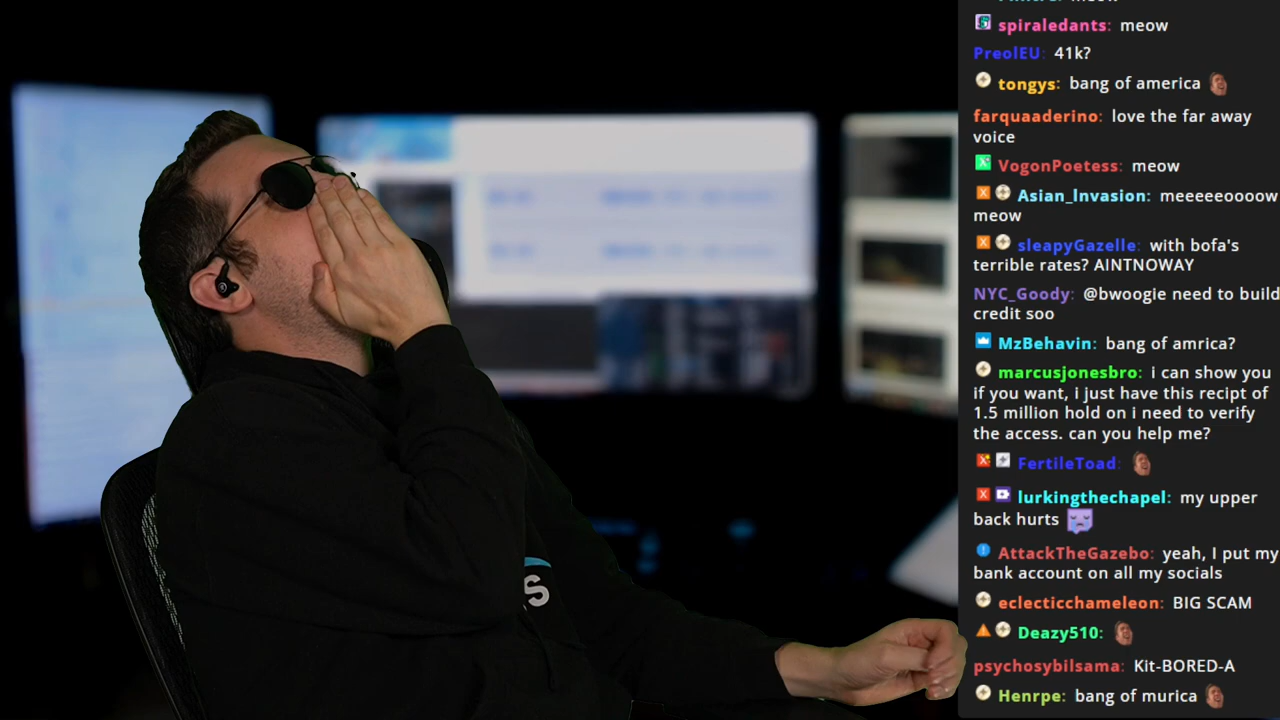 spiraledants: meow
PreolEU: 41k?
tongys: bang of america
farquaaderino: love the far away
voice
VogonPoetess: meow
Asian_lnvasion: meeeeeoooow
meow
sleapyGazelle: with bofa's
terrible rates? AINTNOWAY
NYC_Goody: @bwoogie need to build
credit soo
MzBehavin: bang of amrica?
marcusjonesbro: i can show you
if you want, i just have this recipt of
1.5 million hold on i need to verify
the access. can you help me?
FertileToad:
lurkingthechapel: my upper
back hurts
AttackTheGazebo: yeah, I put my
bank account on all my socials
eclecticchameleon: BIG SCAM
Deazy510:
psychosybilsama: Kit-BORED-A
Henrpe: bang of murica